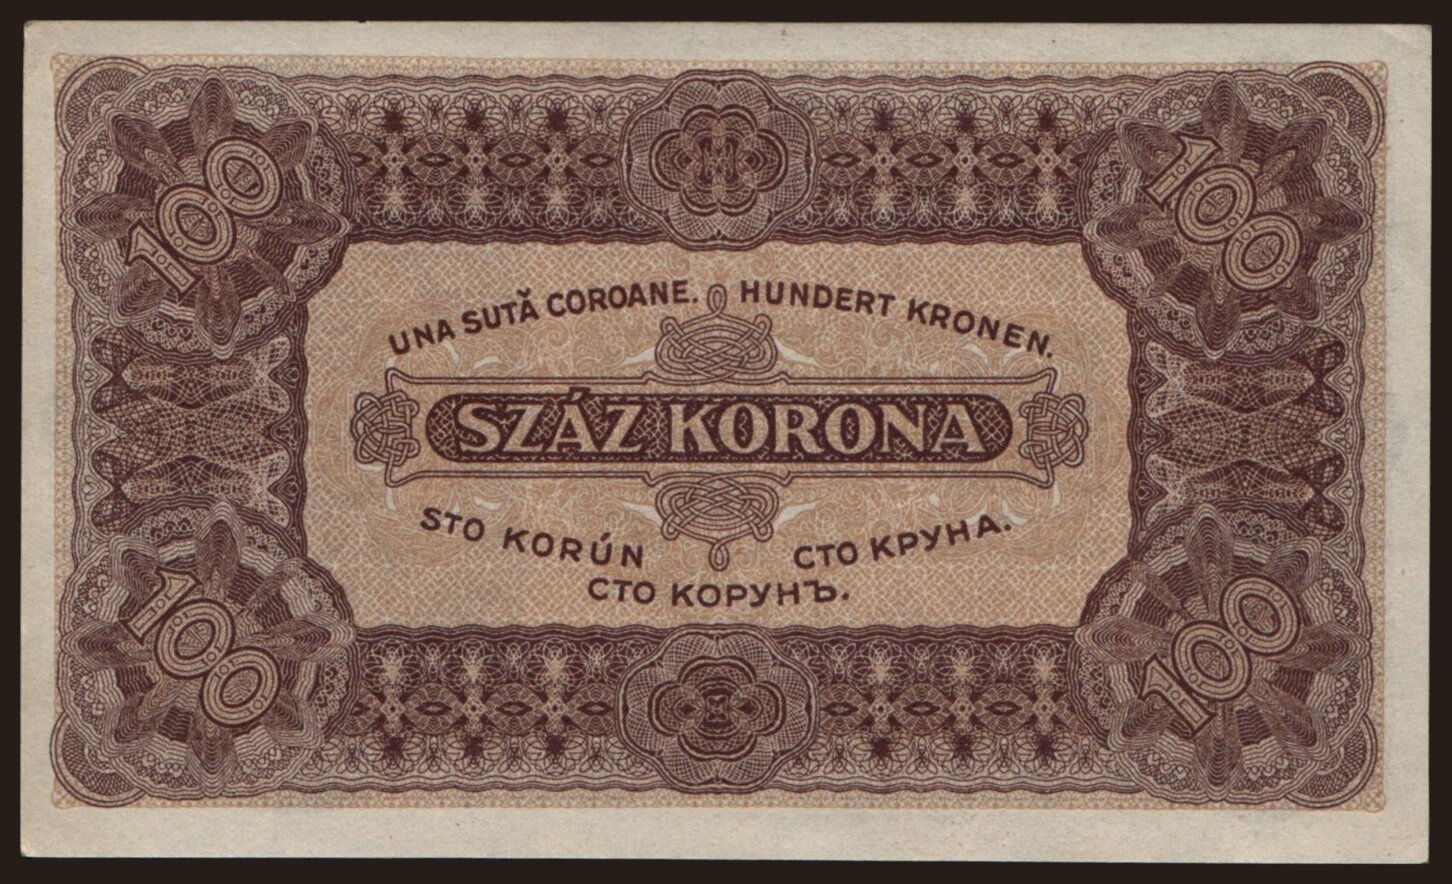 100
100
UNA SUTĂ COROANE. HUNDERT KRONEN.
SZÁZ KORONA
STO KORÚN
СТО КРУНА.
СТО КОРУНЪ.
100
100